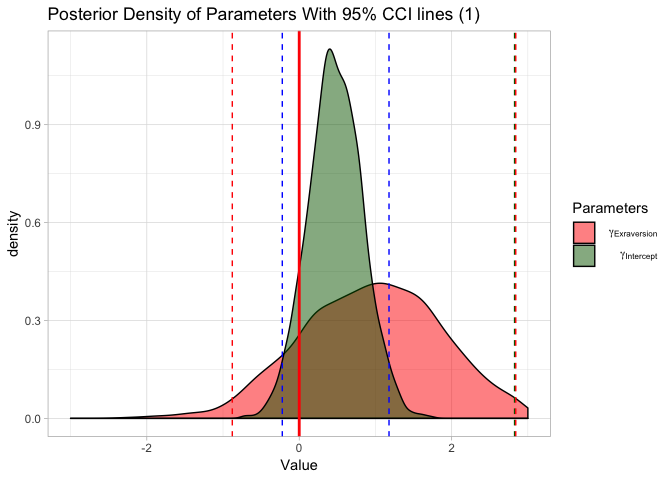 Posterior Density of Parameters With 95% CCI lines (1)
0.9
0.6
0.3
0.0
density
-2
0
2
Value
Parameters
γExraversion
γIntercept